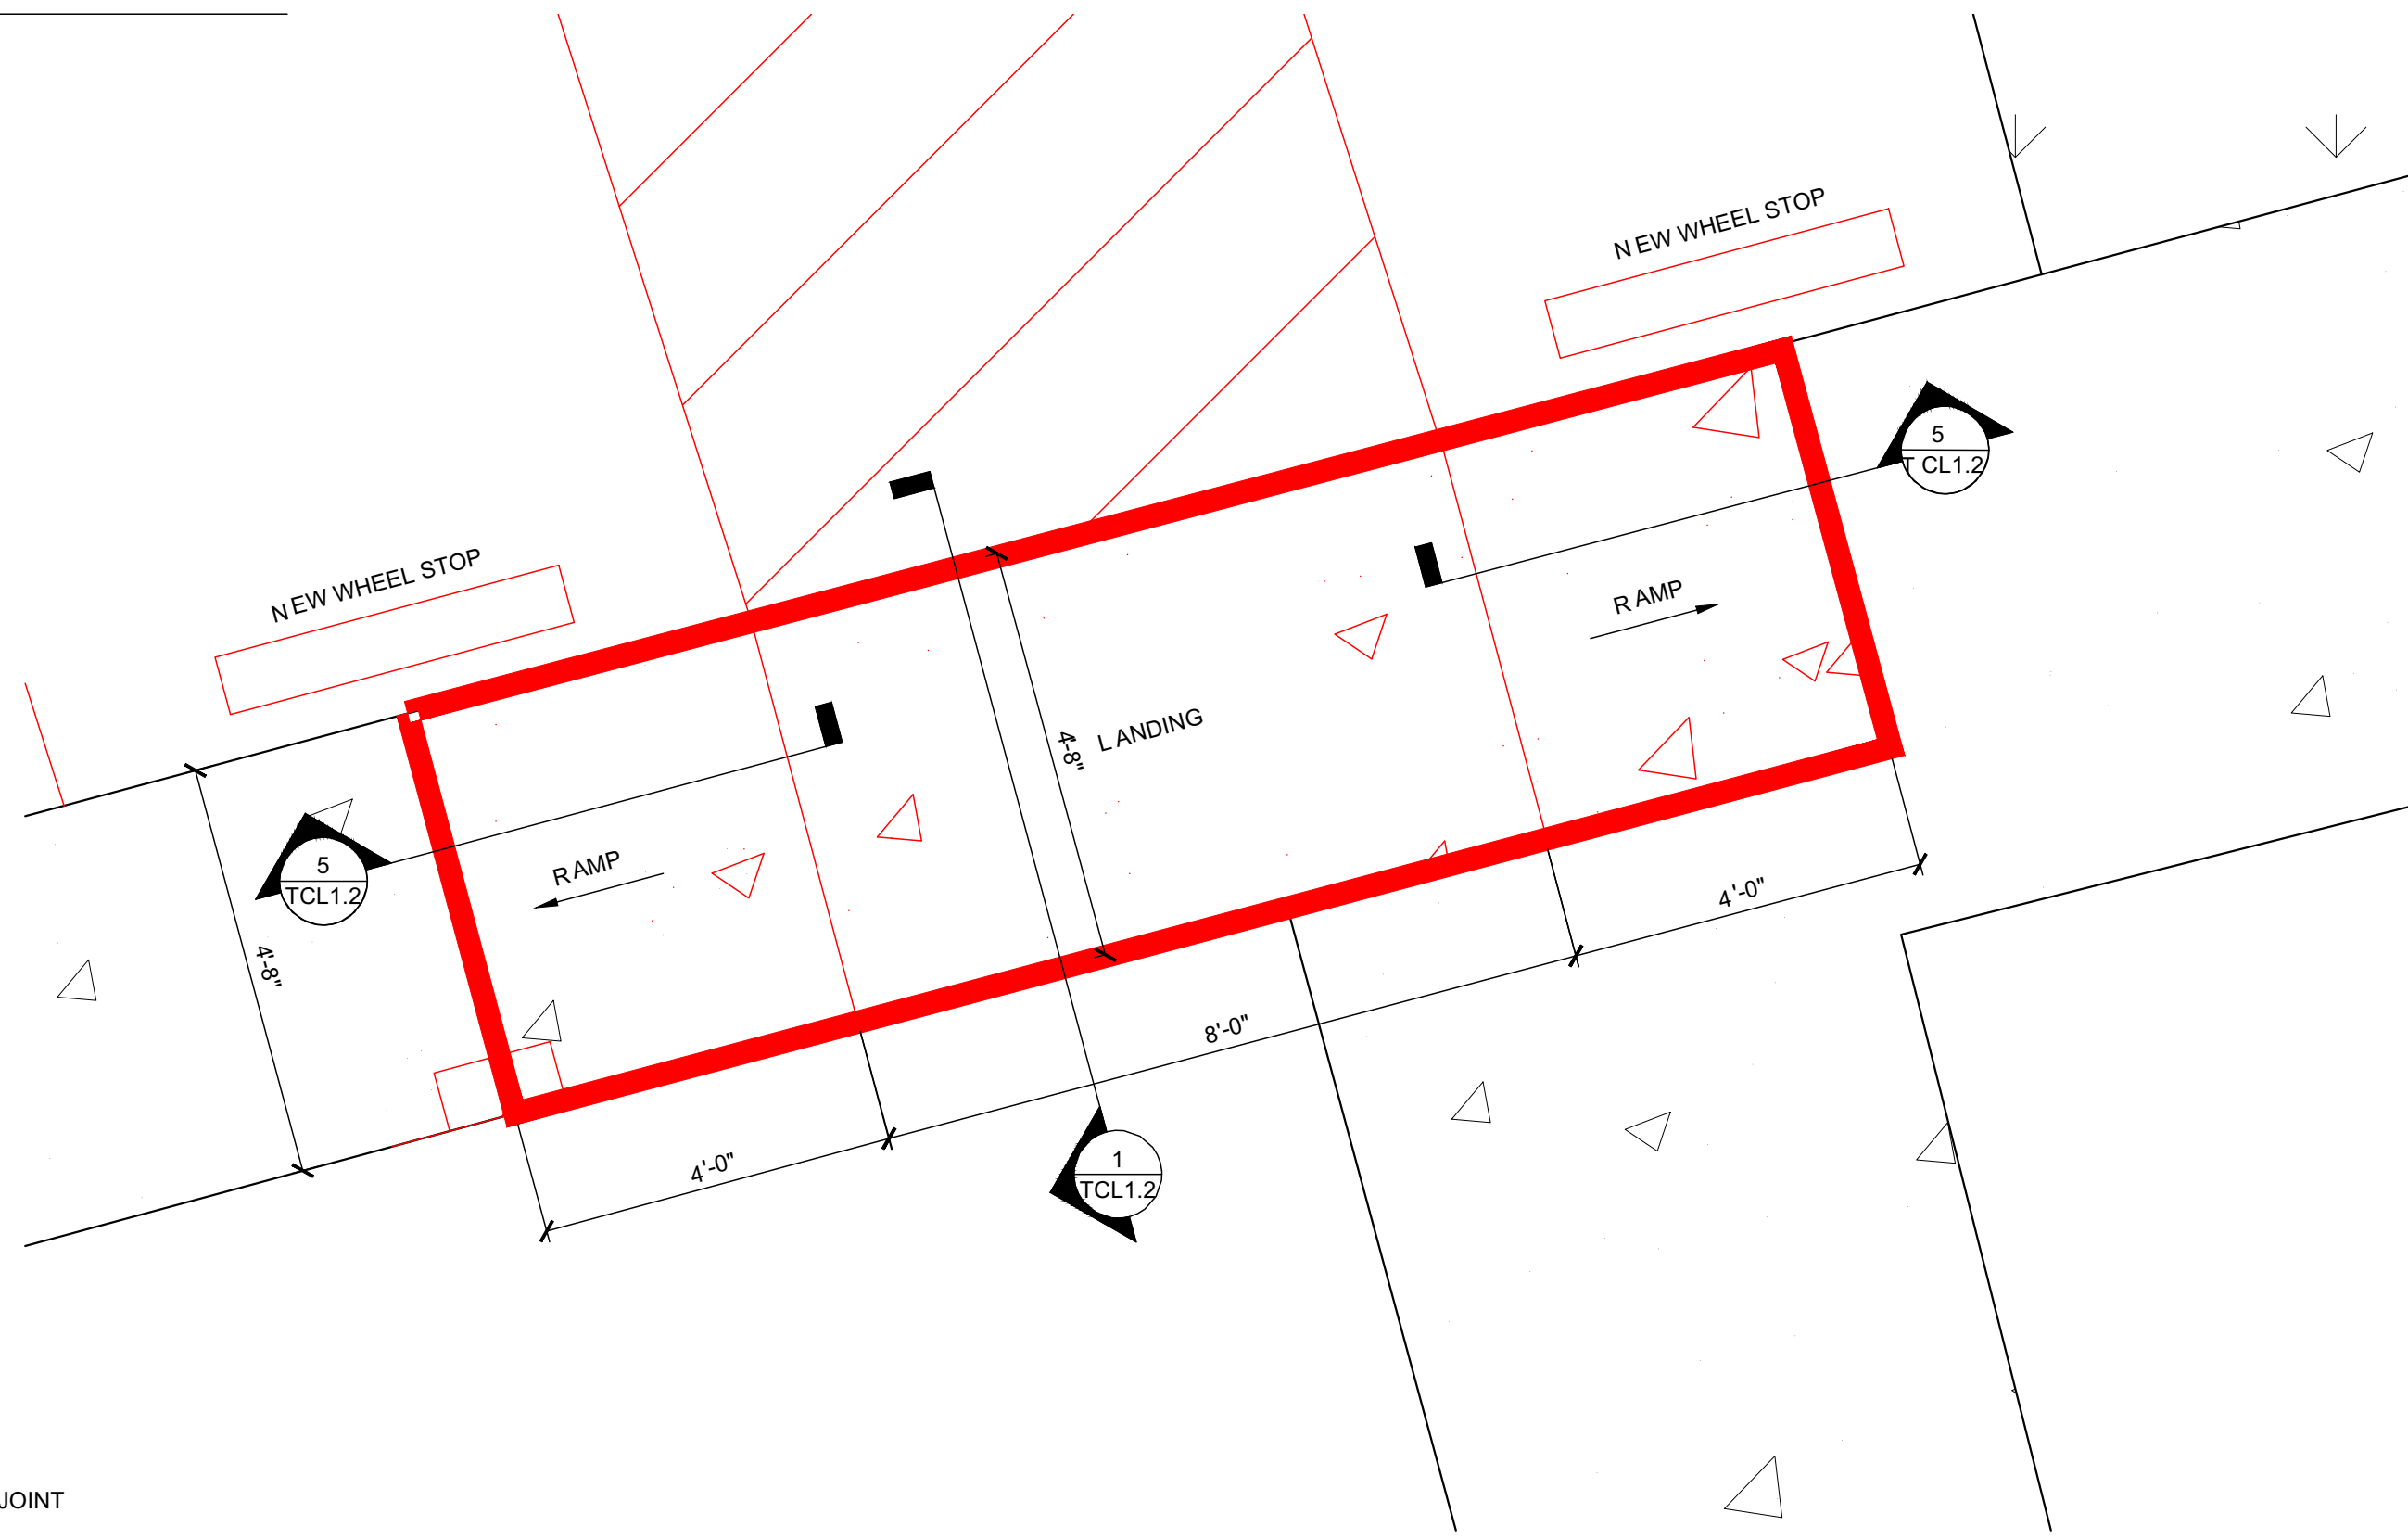 NEW WHEEL STOP
5
TCL1.2
NEW WHEEL STOP
RAMP
LANDING
4'-8"
5
TCL1.2
RAMP
4'-8"
4'-0"
8'-0"
4'-0"
1
TCL1.2
JOINT